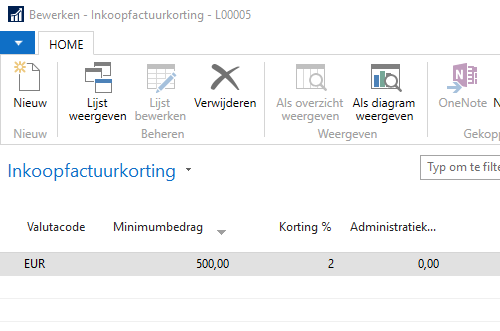 Bewerken - Inkoopfactuurkorting - L00005
HOME
Nieuw
Lijst weergeven
Lijst bewerken
Verwijderen
Als overzicht weergeven
Als diagram weergeven
OneNote
N
Nieuw
Beheren
Weergeven
Gekopp
Inkoopfactuurkorting
Typ om te filte
Valutacode Minimumbedrag Korting % Administratiek...
EUR 500,00 2 0,00